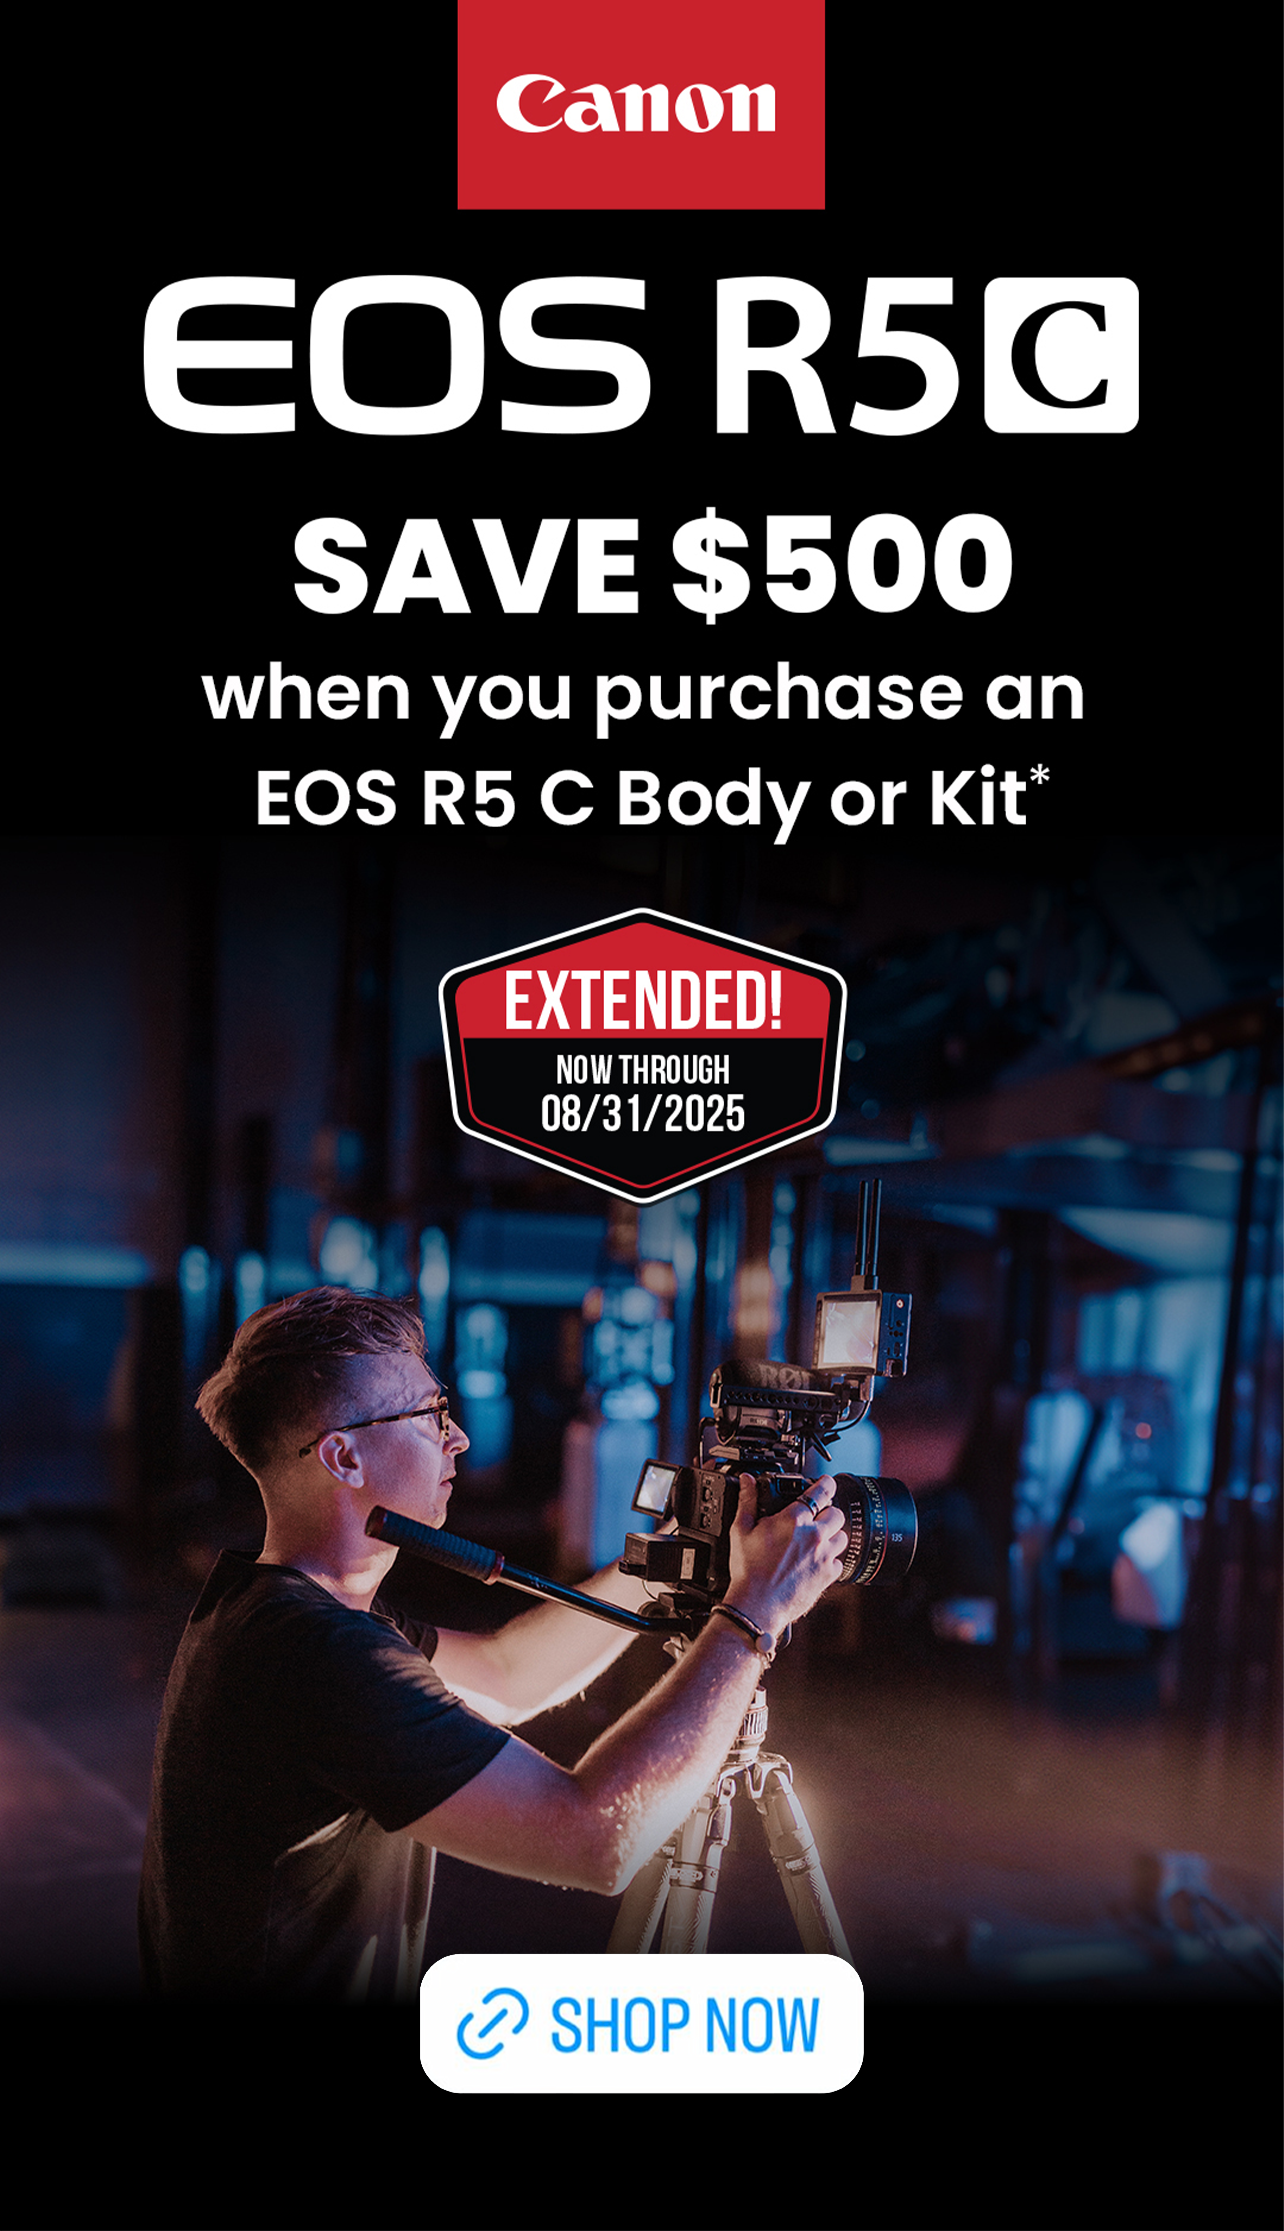 Canon
EOS R5 C
SAVE $500
when you purchase an
EOS R5 C Body or Kit*
EXTENDED!
NOW THROUGH
08/31/2025
135
SHOP NOW